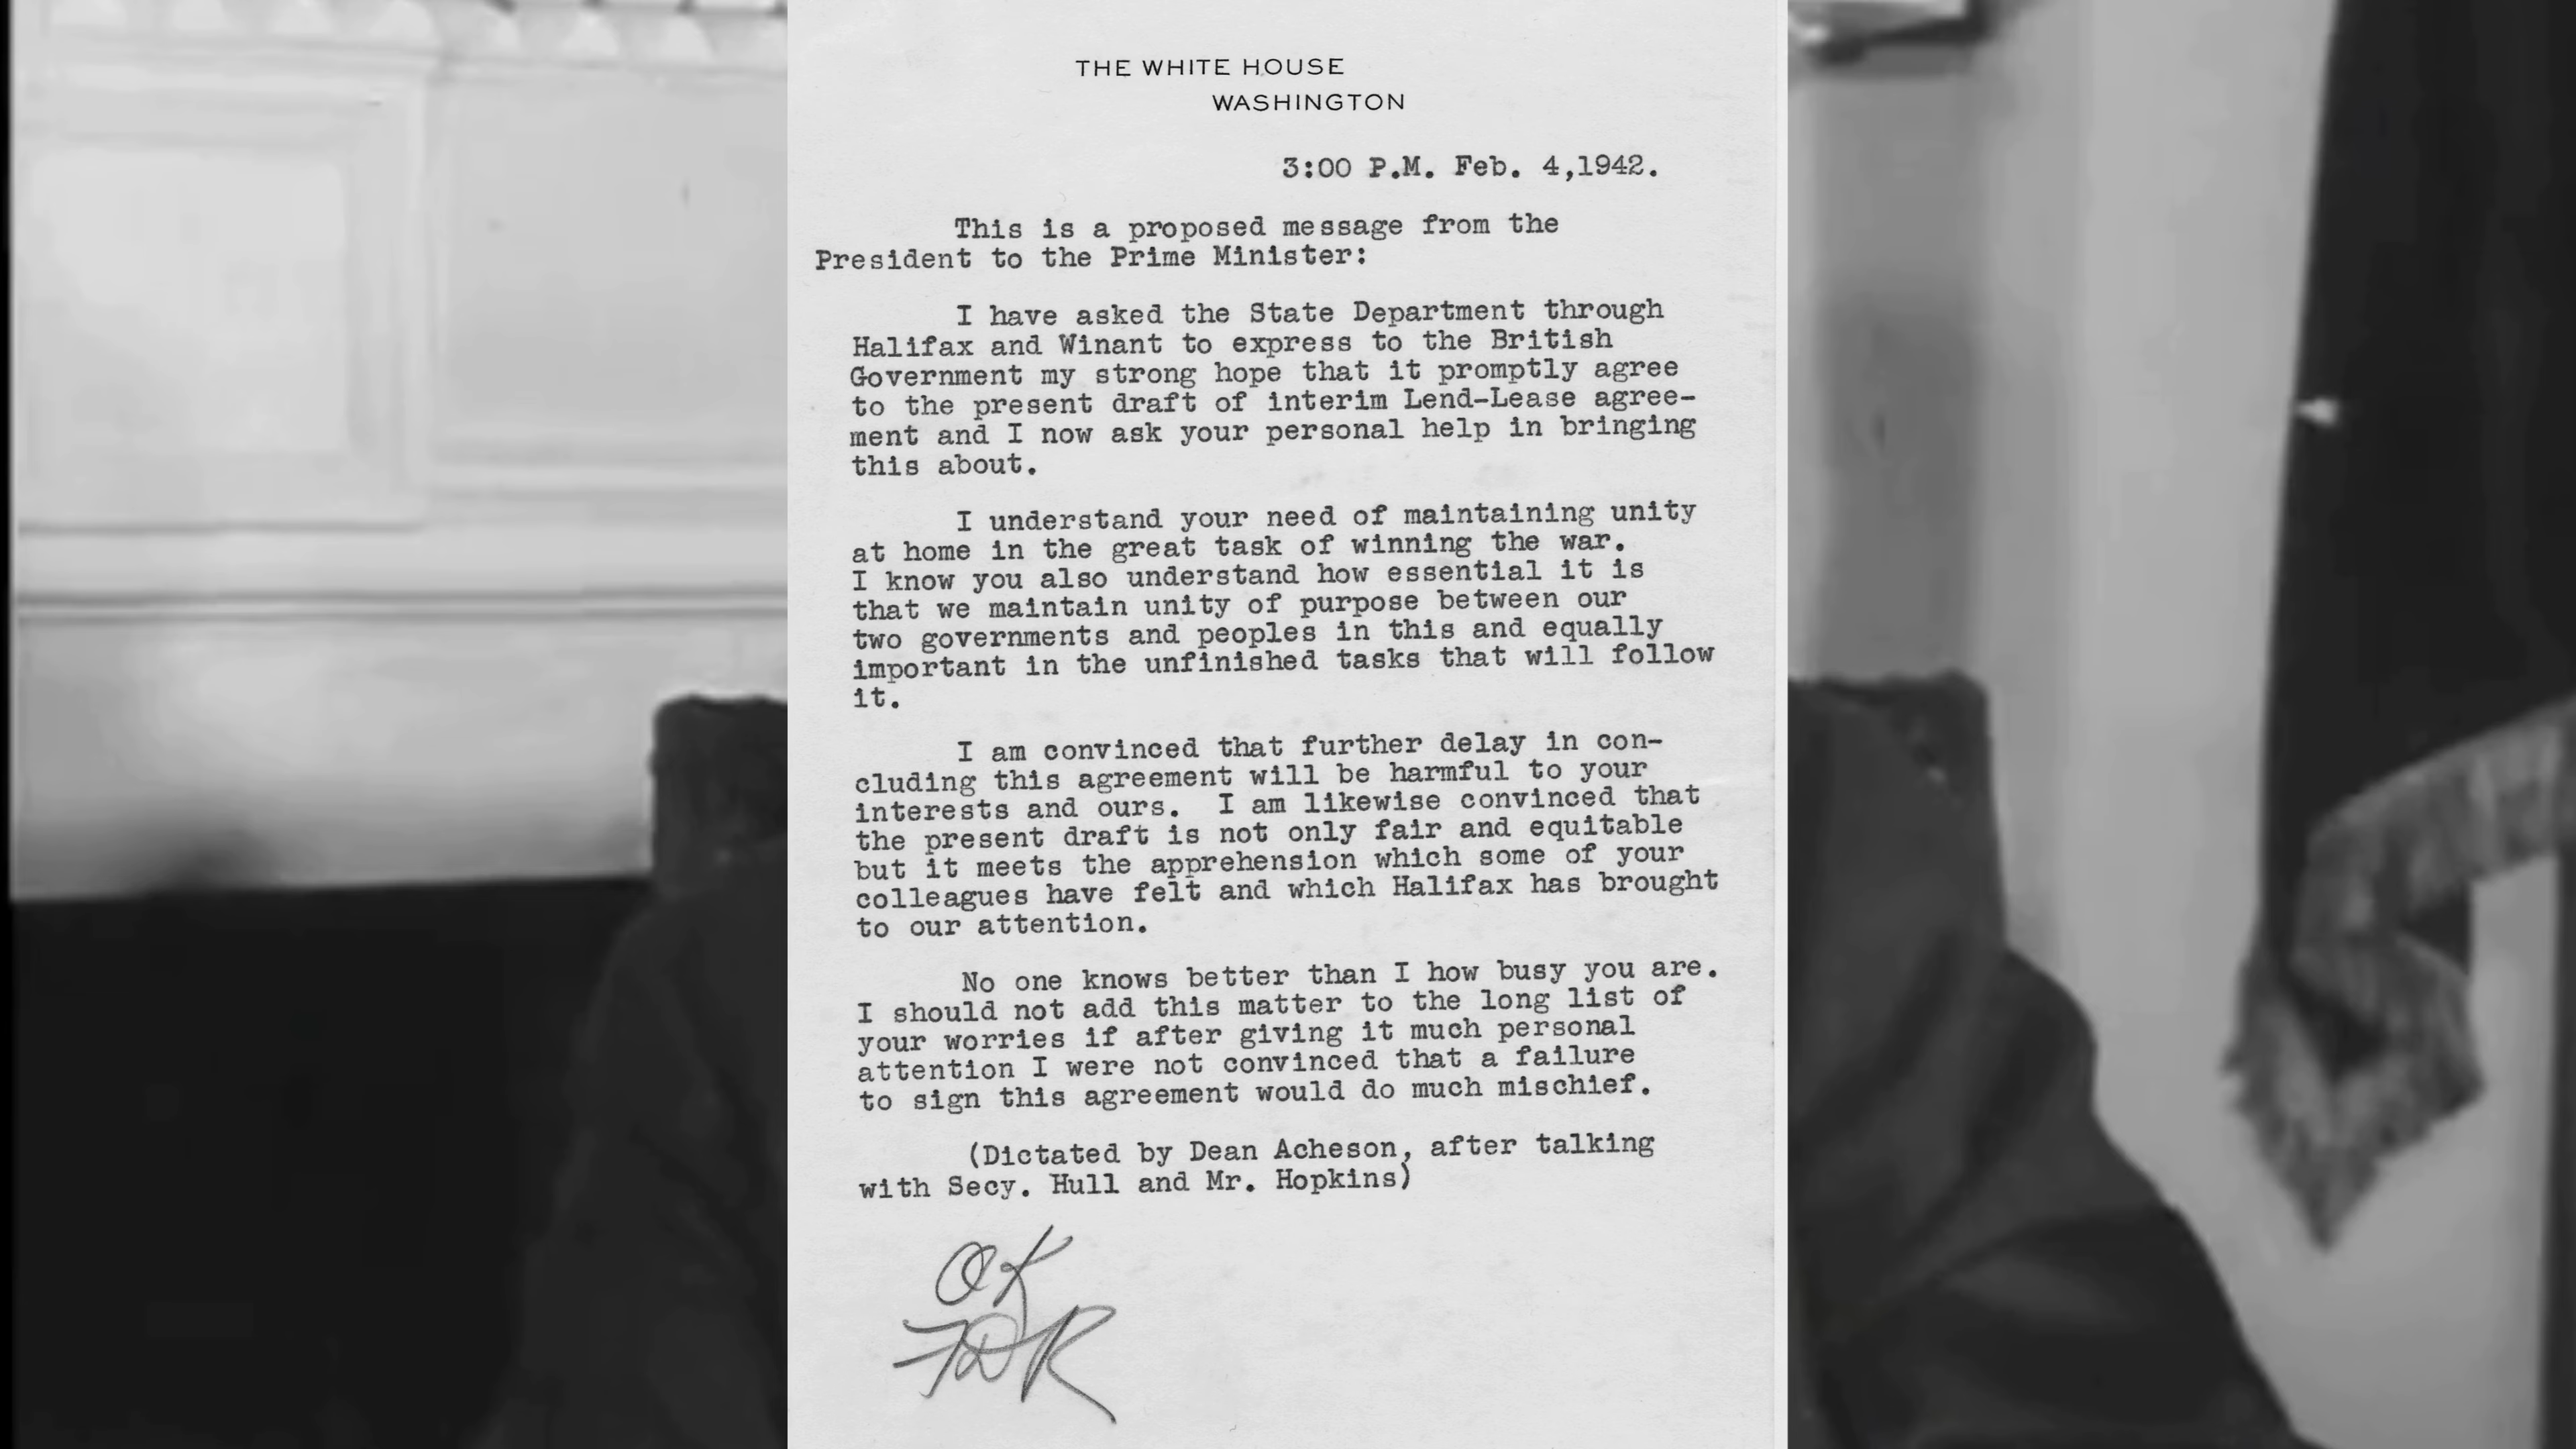 THE WHITE HOUSE
WASHINGTON
3:00 P.M. Feb. 4,1942.
This is a proposed message from the
President to the Prime Minister:
I have asked the State Department through
Halifax and Winant to express to the British
Government my strong hope that it promptly agree
to the present draft of interim Lend-Lease agree-
ment and I now ask your personal help in bringing
this about.
I understand your need of maintaining unity
at home in the great task of winning the war.
I know you also understand how essential it is
that we maintain unity of purpose between our
two governments and peoples in this and equally
important in the unfinished tasks that will follow
it.
I am convinced that further delay in con-
cluding this agreement will be harmful to your
interests and ours. I am likewise convinced that
the present draft is not only fair and equitable
but it meets the apprehension which some of your
colleagues have felt and which Halifax has brought
to our attention.
No one knows better than I how busy you are.
I should not add this matter to the long list of
your worries if after giving it much personal
attention I were not convinced that a failure
to sign this agreement would do much mischief.
(Dictated by Dean Acheson, after talking
with Secy. Hull and Mr. Hopkins)
OK
FDR